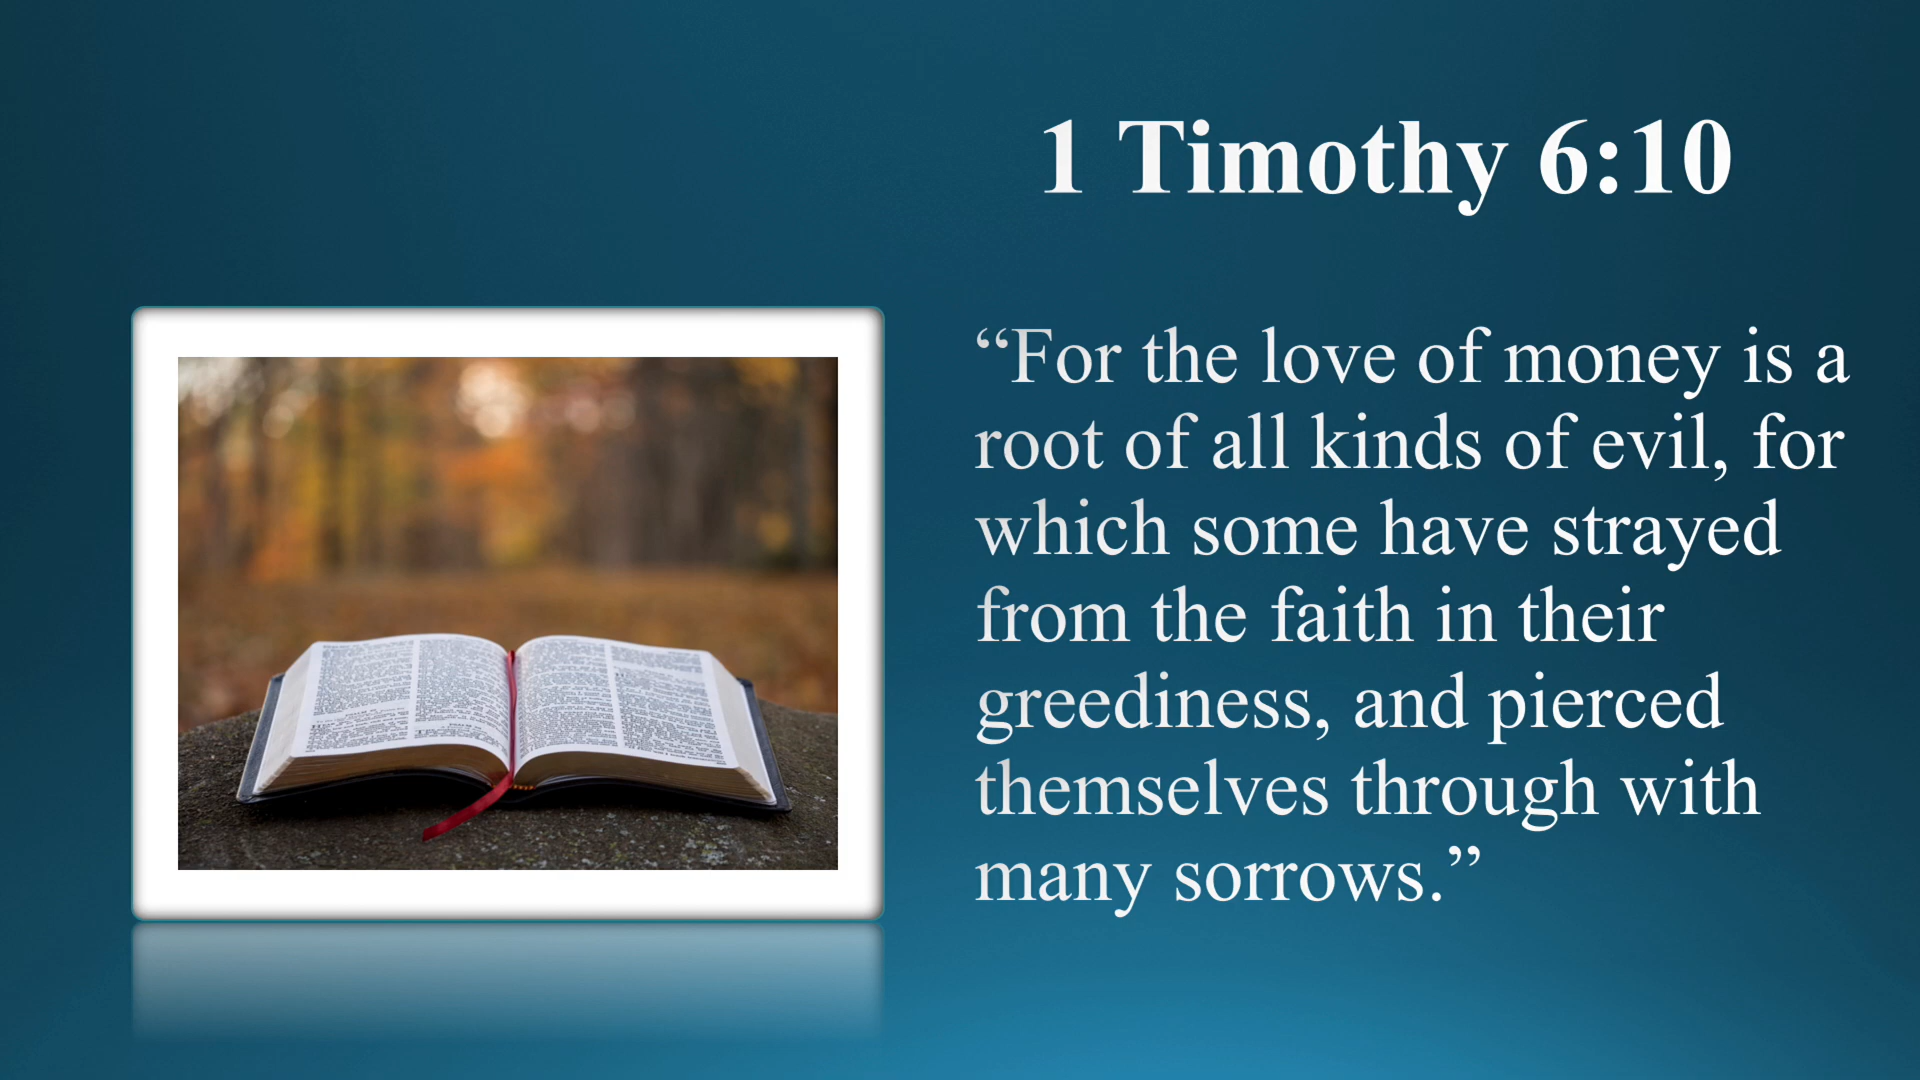 1 Timothy 6:10
“For the love of money is a
root of all kinds of evil, for
which some have strayed
from the faith in their
greediness, and pierced
themselves through with
many sorrows.”